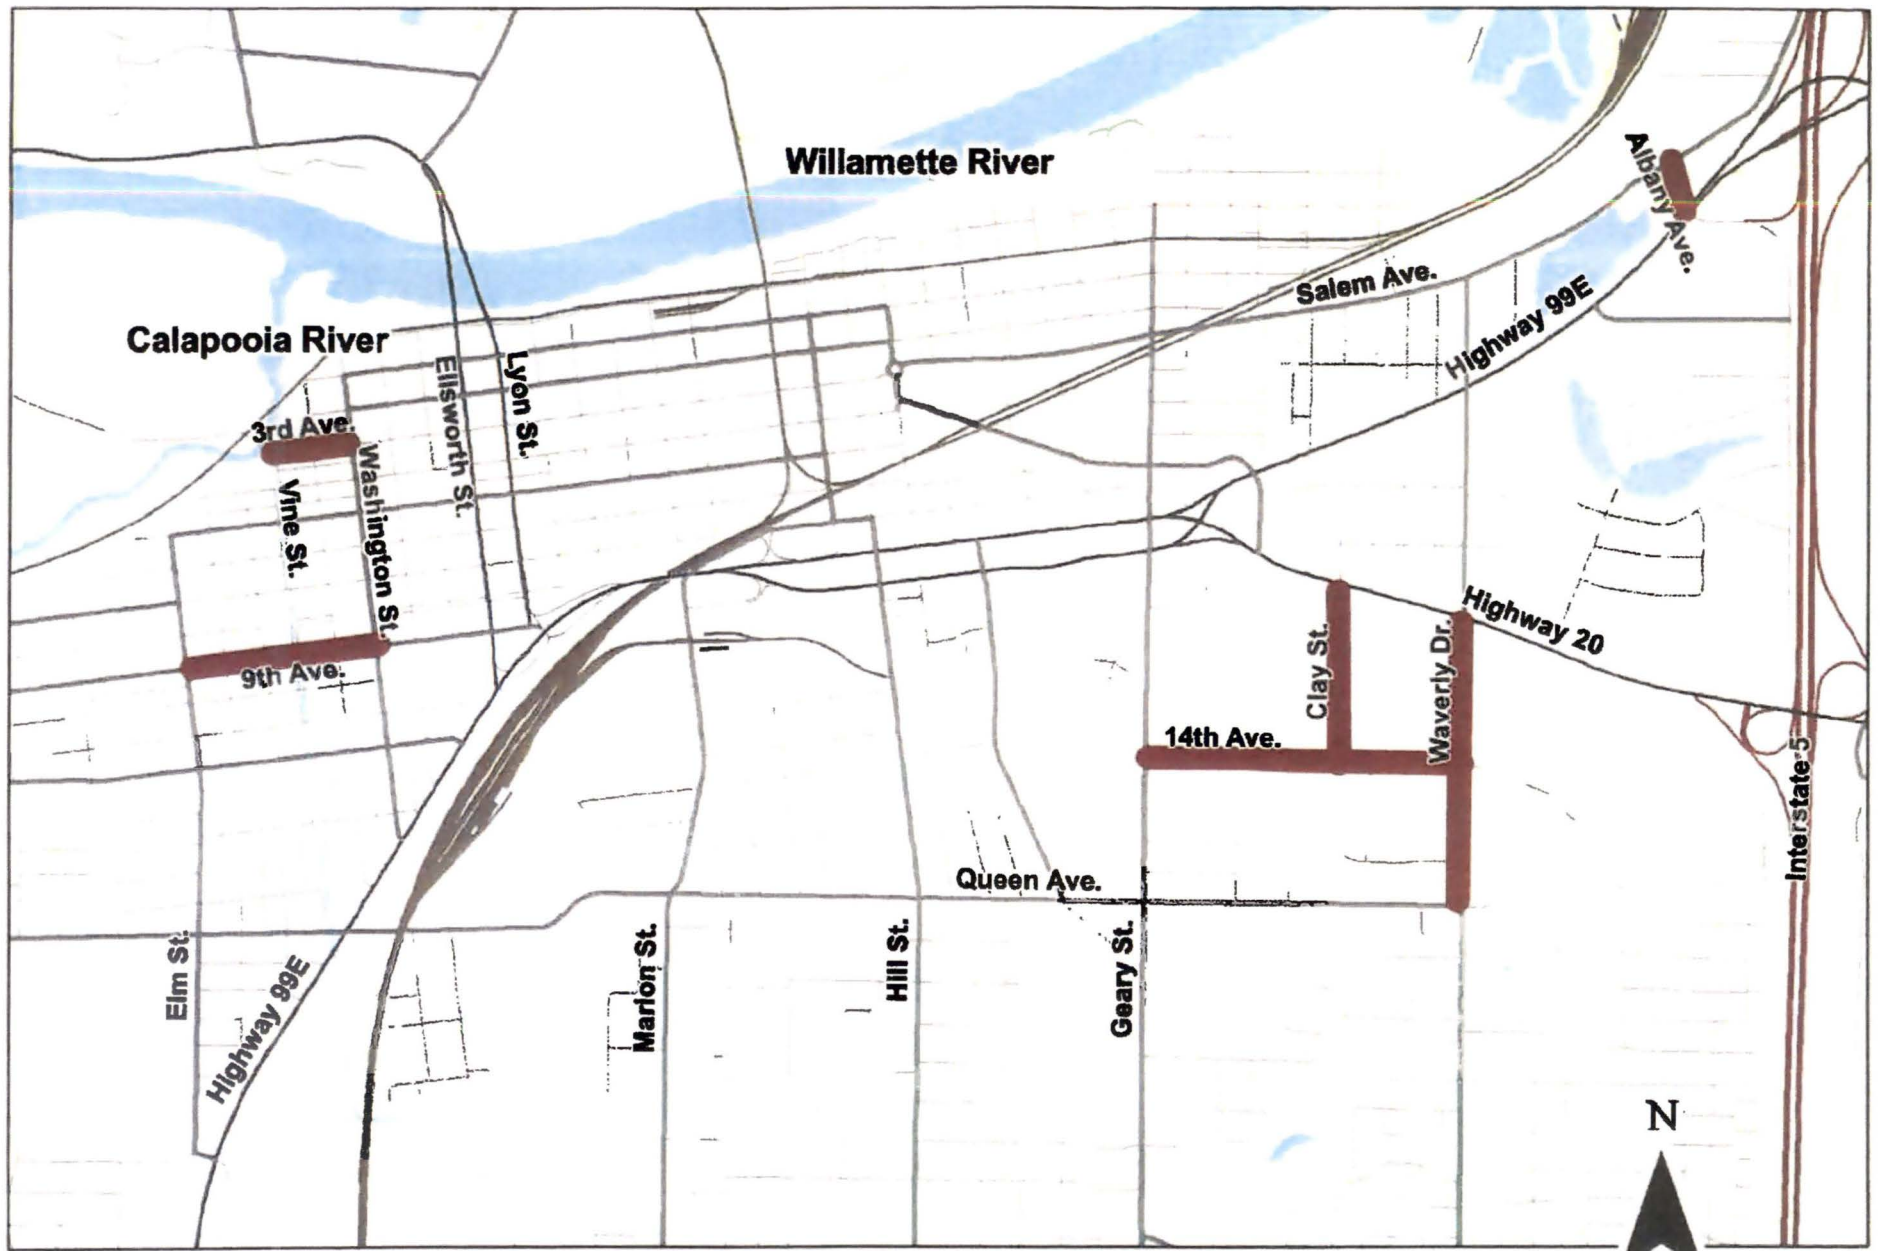 Willamette River
Albany Ave.
Salem Ave.
Highway 99E
Calapooia River
Ellsworth St.
Lyon St.
3rd Ave.
Washington St.
Vine St.
9th Ave.
Highway 20
Clay St.
Waverly Dr.
14th Ave.
Interstate 5
Queen Ave.
Elm St.
Highway 99E
Marion St.
Hill St.
Geary St.
N